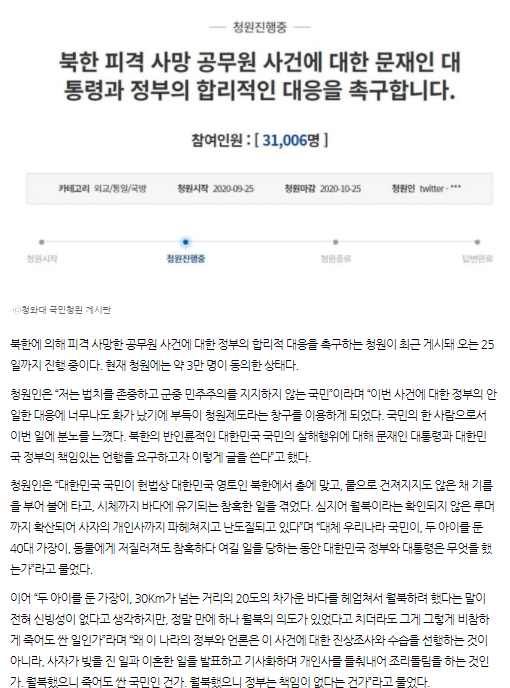 청원진행중
북한 피격 사망 공무원 사건에 대한 문재인 대
통령과 정부의 합리적인 대응을 촉구합니다.
참여인원 : [ 31,006명 ]
카테고리 외교/통일/국방 청원시작 2020-09-25 청원마감 2020-10-25 청원인 twitter - ***
청원시작 청원진행중 청원종료 답변완료
ⓒ청와대 국민청원 게시판
북한에 의해 피격 사망한 공무원 사건에 대한 정부의 합리적 대응을 촉구하는 청원이 최근 게시돼 오는 25
일까지 진행 중이다. 현재 청원에는 약 3만 명이 동의한 상태다.
청원인은 “저는 법치를 존중하고 군중 민주주의를 지지하지 않는 국민”이라며 “이번 사건에 대한 정부의 안
일한 대응에 너무나도 화가 났기에 부득이 청원제도라는 창구를 이용하게 되었다. 국민의 한 사람으로서
이번 일에 분노를 느꼈다. 북한의 반인륜적인 대한민국 국민의 살해행위에 대해 문재인 대통령과 대한민
국 정부의 책임있는 언행을 요구하고자 이렇게 글을 쓴다”고 했다.
청원인은 “대한민국 국민이 헌법상 대한민국 영토인 북한에서 총에 맞고, 물으로 건져지지도 않은 채 기름
을 부어 불에 타고, 시체까지 바다에 유기되는 참혹한 일을 겪었다. 심지어 월북이라는 확인되지 않은 루머
까지 확산되어 사자의 개인사까지 파헤쳐지고 난도질되고 있다”며 “대체 우리나라 국민이, 두 아이를 둔
40대 가장이, 동물에게 저질러져도 참혹하다 여길 일을 당하는 동안 대한민국 정부와 대통령은 무엇을 했
는가”라고 물었다.
이어 “두 아이를 둔 가장이, 30Km가 넘는 거리의 20도의 차가운 바다를 헤엄쳐서 월북하려 했다는 말이
전혀 신빙성이 없다고 생각하지만, 정말 만에 하나 월북의 의도가 있었다고 치더라도 그게 그렇게 비참하
게 죽어도 싼 일인가”라며 “왜 이 나라의 정부와 언론은 이 사건에 대한 진상조사와 수습을 선행하는 것이
아니라, 사자가 빚을 진 일과 이혼한 일을 발표하고 기사화하며 개인사를 들춰내어 조리돌림을 하는 것인
가. 월북했으니 죽어도 싼 국민인 건가. 월북했으니 정부는 책임이 없다는 건가”라고 물었다.